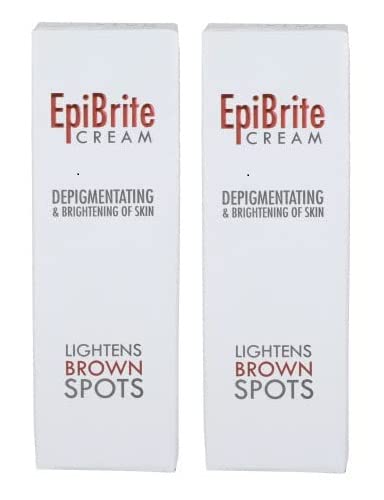 EpiBrite
CREAM
DEPIGMENTATING
& BRIGHTENING OF SKIN
LIGHTENS
BROWN
SPOTS
EpiBrite
CREAM
DEPIGMENTATING
& BRIGHTENING OF SKIN
LIGHTENS
BROWN
SPOTS